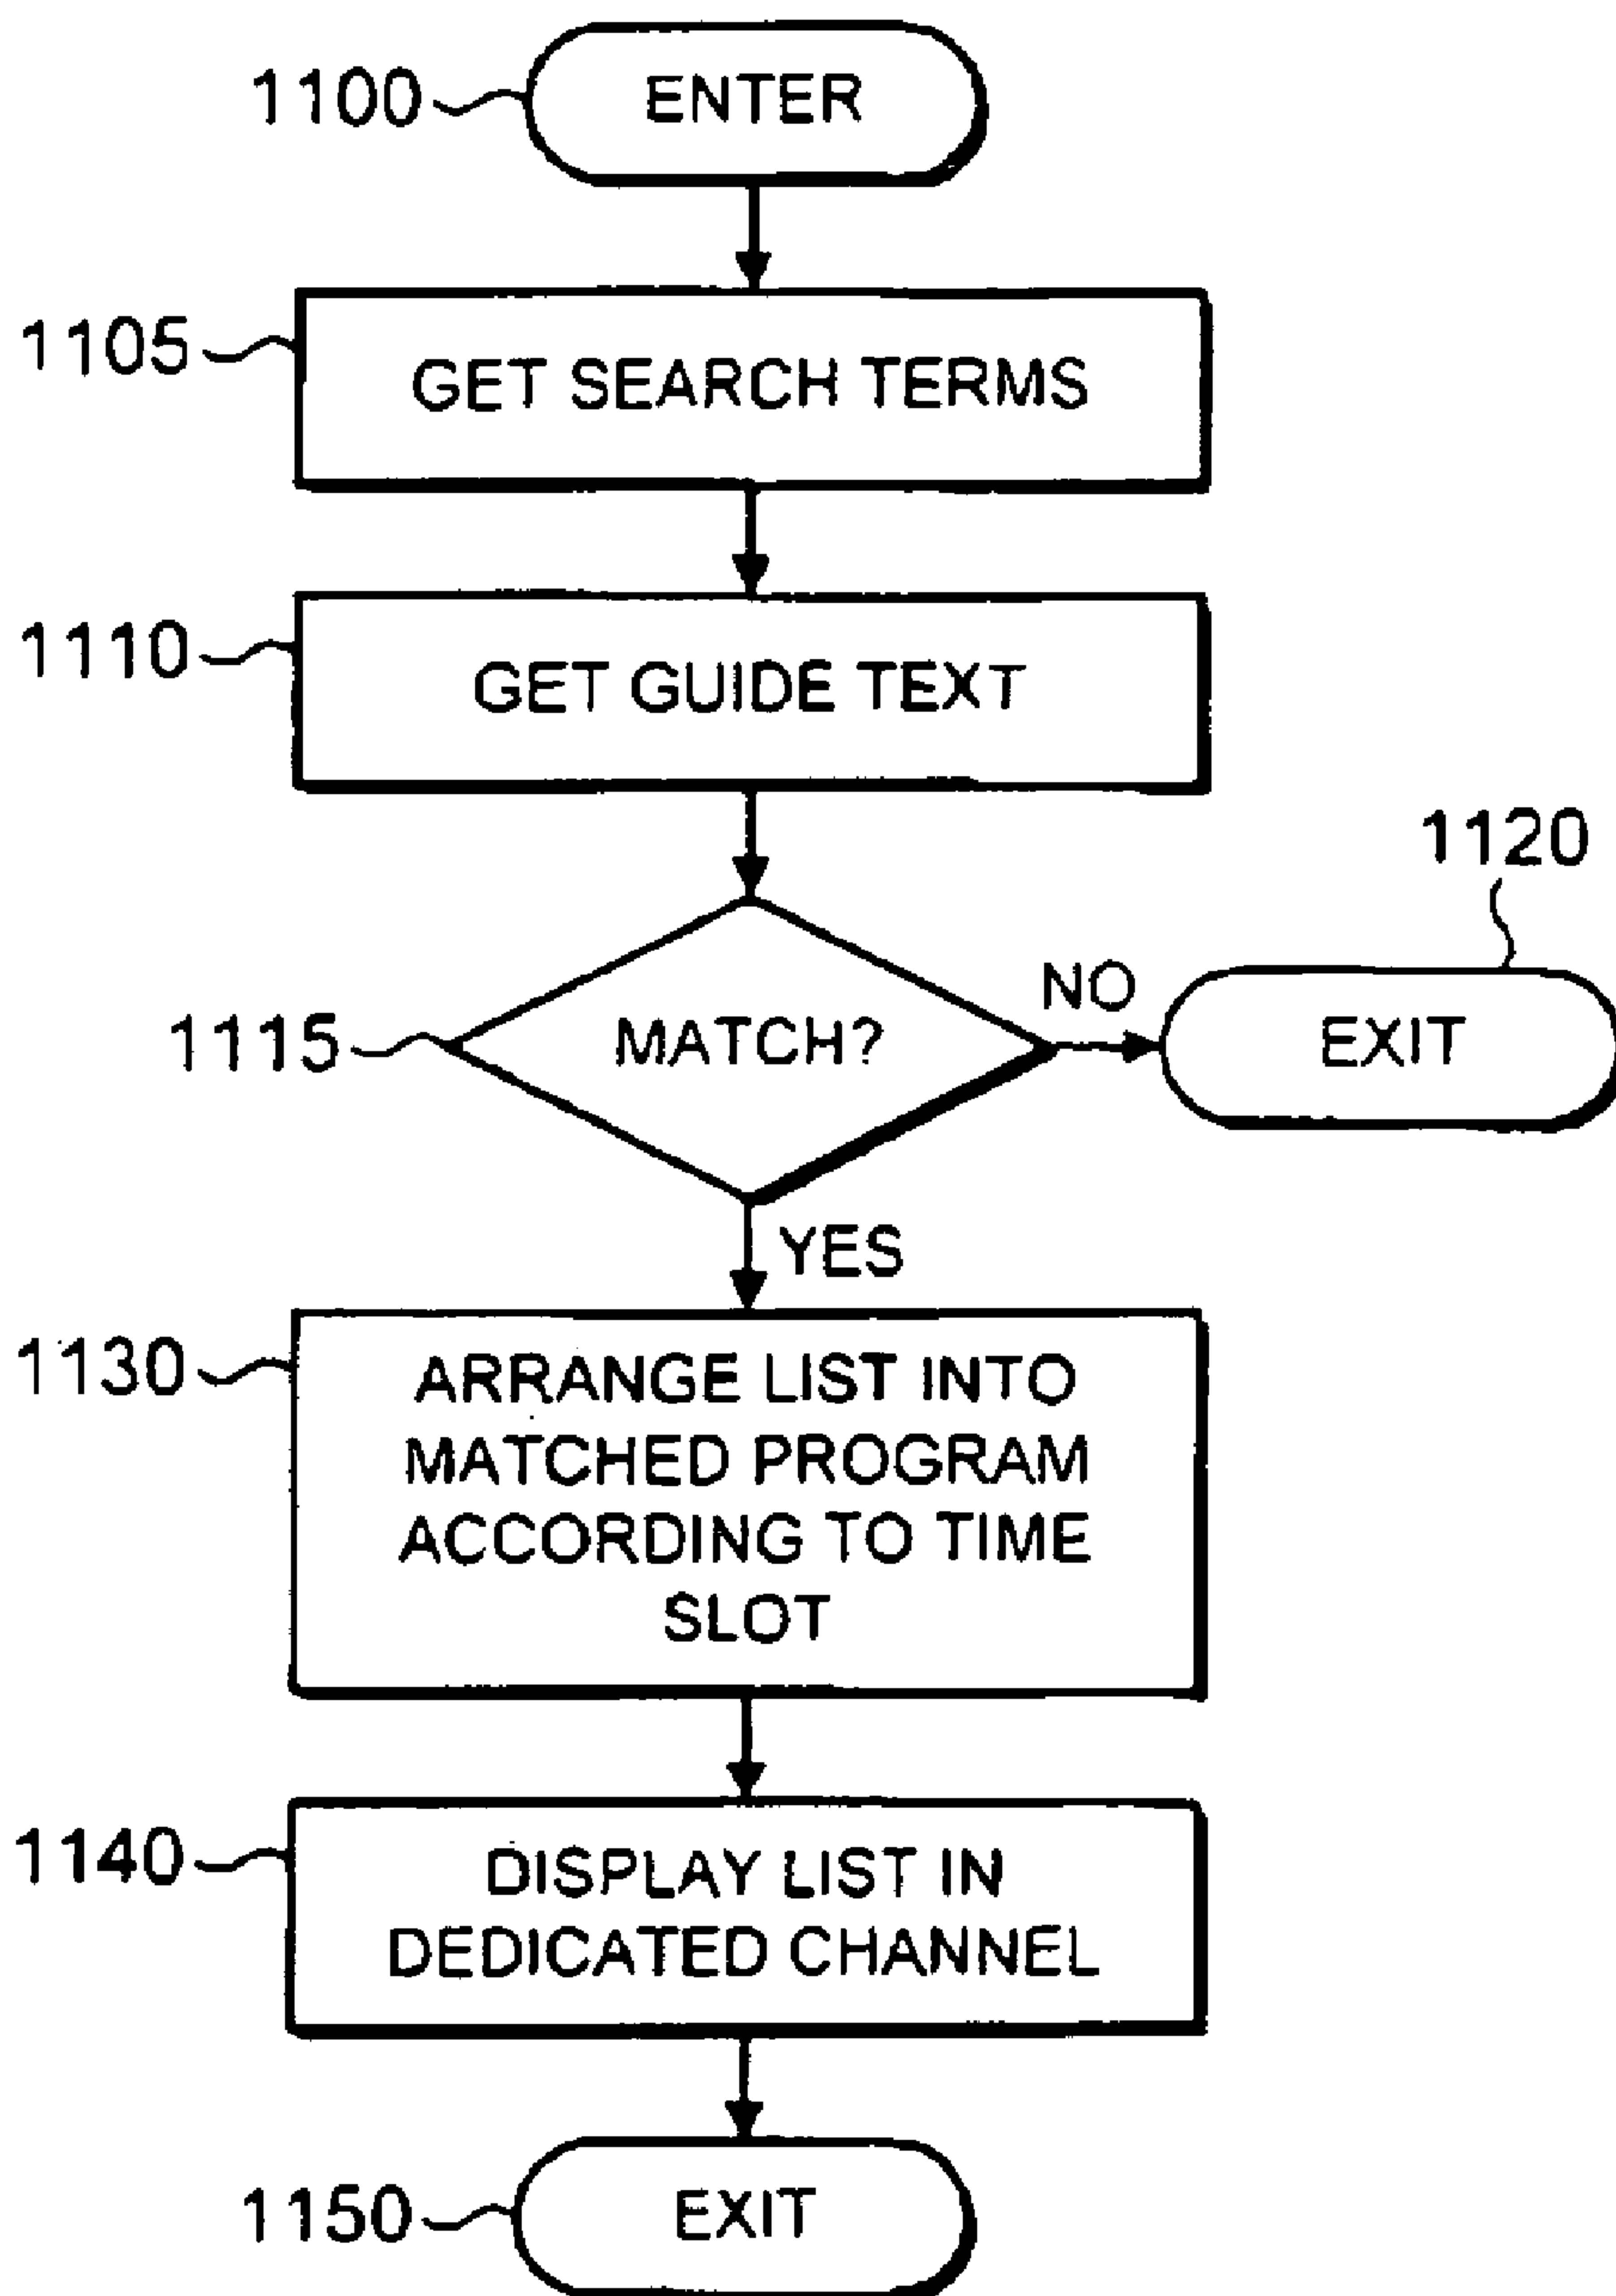 1100
ENTER
1105
GET SEARCH TERMS
1110
GET GUIDE TEXT
1120
1115
MATCH?
NO
EXIT
YES
1130
ARRANGE LIST INTO
MATCHED PROGRAM
ACCORDING TO TIME
SLOT
1140
DISPLAY LIST IN
DEDICATED CHANNEL
1150
EXIT